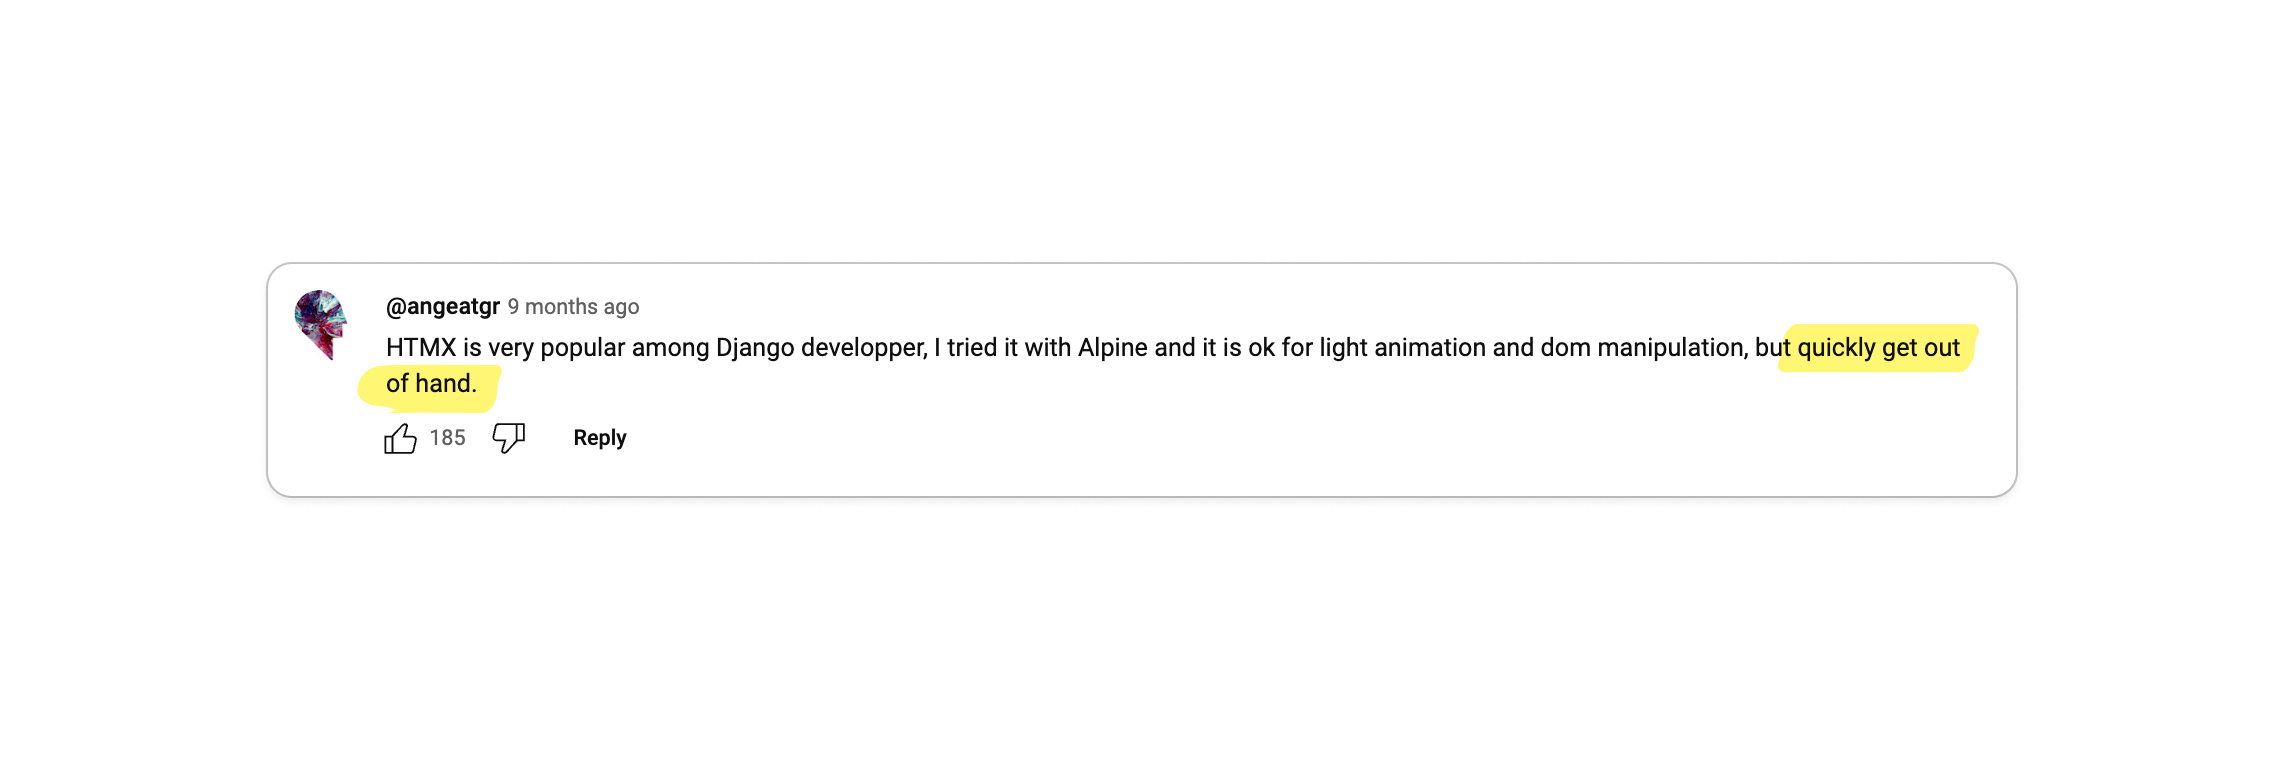 @angeatgr 9 months ago
HTMX is very popular among Django developper, I tried it with Alpine and it is ok for light animation and dom manipulation, but quickly get out
of hand.
185 Reply